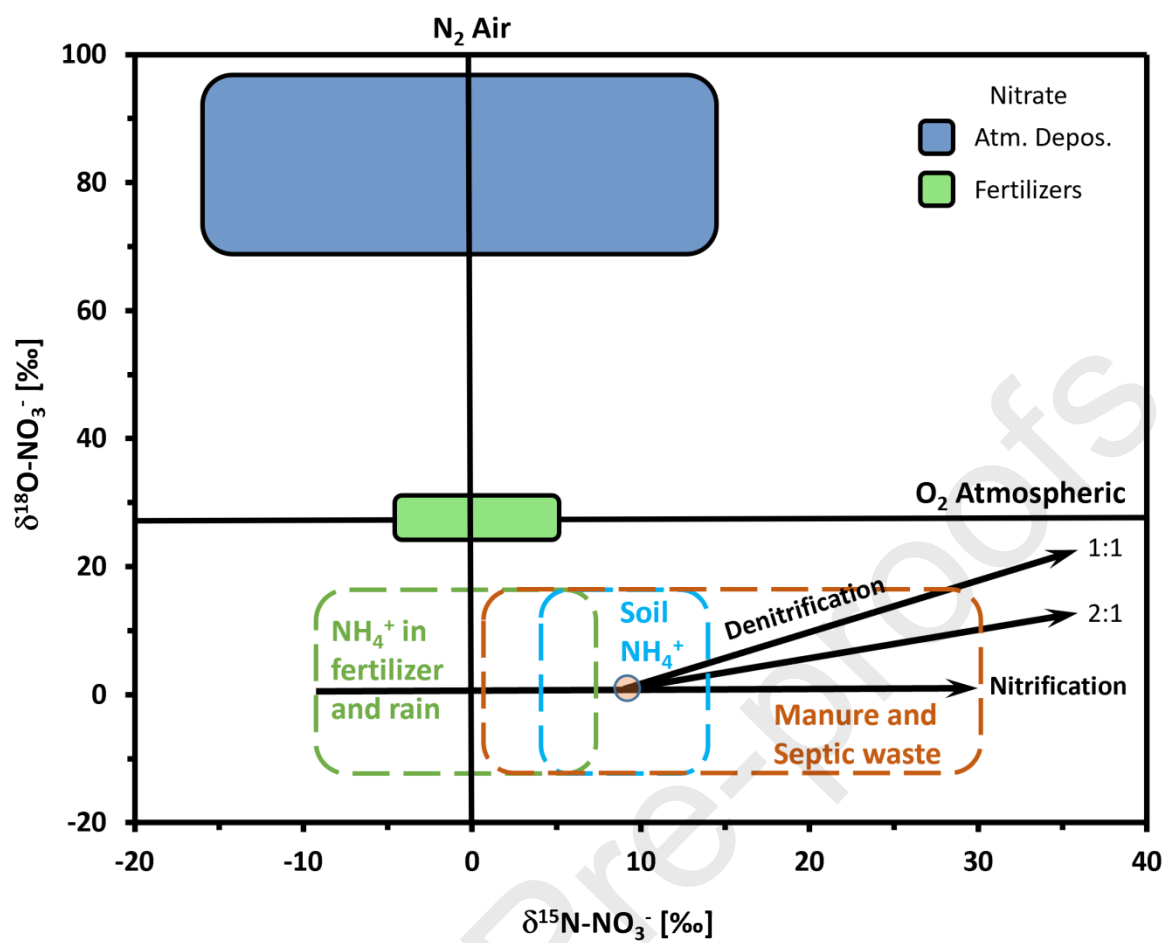 N₂ Air
100
80
60
40
20
0
-20
δ¹⁸O-NO₃⁻ [‰]
Nitrate
Atm. Depos.
Fertilizers
O₂ Atmospheric
1:1
2:1
Denitrification
Nitrification
NH₄⁺ in
fertilizer
and rain
Soil
NH₄⁺
Manure and
Septic waste
-20
-10
0
10
20
30
40
δ¹⁵N-NO₃⁻ [‰]
Pre-proofs